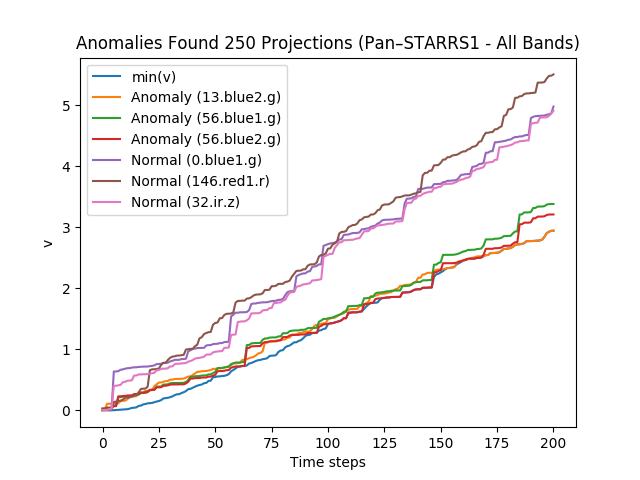 Anomalies Found 250 Projections (Pan–STARRS1 - All Bands)
min(v)
Anomaly (13.blue2.g)
Anomaly (56.blue1.g)
Anomaly (56.blue2.g)
Normal (0.blue1.g)
Normal (146.red1.r)
Normal (32.ir.z)
5
4
3
2
1
0
v
0 25 50 75 100 125 150 175 200
Time steps